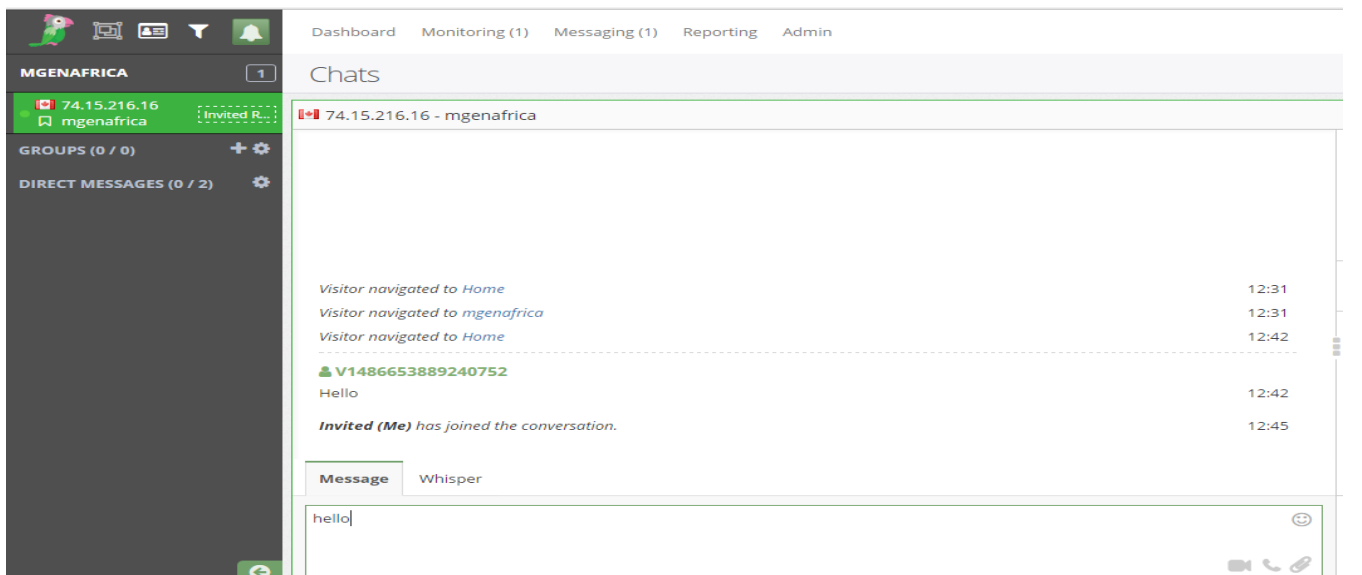 Dashboard Monitoring (1) Messaging (1) Reporting Admin
MGENAFRICA 1
74.15.216.16
mgenafrica
Invited R...
GROUPS (0 / 0)
DIRECT MESSAGES (0 / 2)
Chats
74.15.216.16 - mgenafrica
Visitor navigated to Home 12:31
Visitor navigated to mgenafrica 12:31
Visitor navigated to Home 12:42
V1486653889240752
Hello 12:42
Invited (Me) has joined the conversation. 12:45
Message Whisper
hello